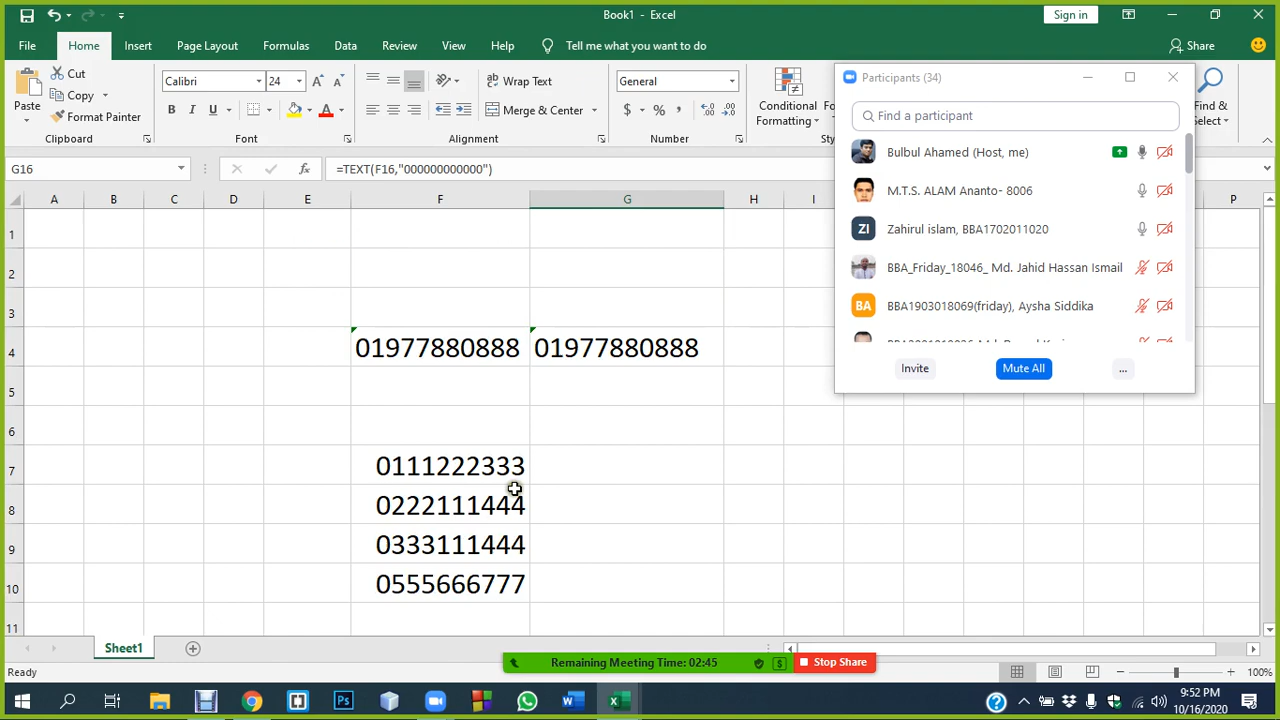 Book1 - Excel
Sign in
File Home Insert Page Layout Formulas Data Review View Help Tell me what you want to do
Share
Paste
Cut
Copy
Format Painter
Clipboard
Calibri 24
B I U
Font
Wrap Text
Merge & Center
Alignment
General
$ % ,
Number
Conditional
Formatting
Find &
Select
Participants (34)
Find a participant
Bulbul Ahamed (Host, me)
M.T.S. ALAM Ananto- 8006
ZI Zahirul islam, BBA1702011020
BBA_Friday_18046_ Md. Jahid Hassan Ismail
BA BBA1903018069(friday), Aysha Siddika
Invite Mute All ...
G16 fx =TEXT(F16,"000000000000")
A B C D E F G H I P
1
2
3
4 01977880888 01977880888
5
6
7 0111222333
8 0222111444
9 0333111444
10 0555666777
11
Sheet1
Ready
Remaining Meeting Time: 02:45
Stop Share
100%
9:52 PM
10/16/2020